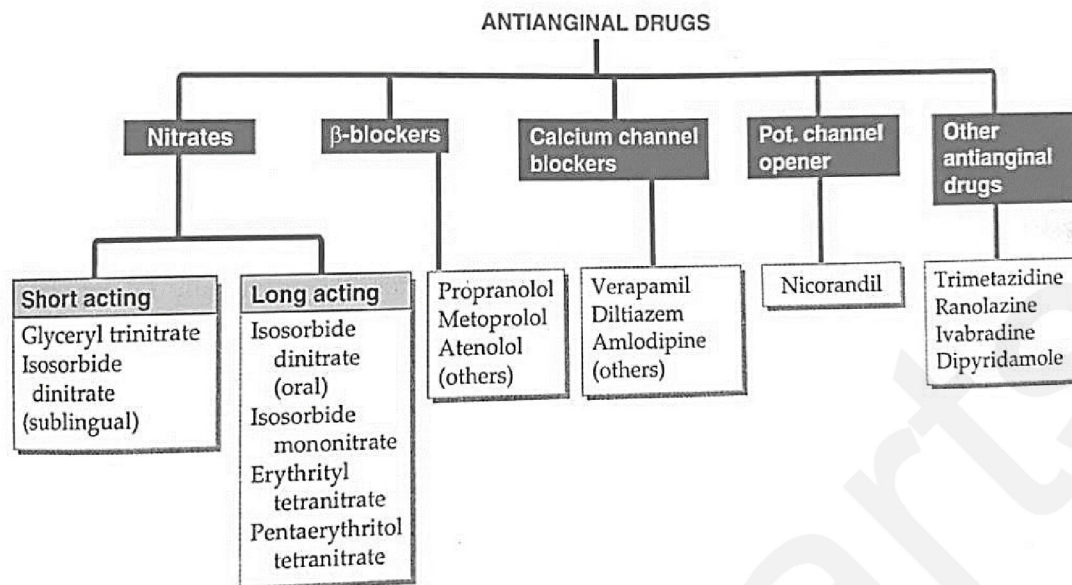 ANTIANGINAL DRUGS
Nitrates
β-blockers
Calcium channel
blockers
Pot. channel
opener
Other
antianginal
drugs
Short acting
Glyceryl trinitrate
Isosorbide
dinitrate
(sublingual)
Long acting
Isosorbide
dinitrate
(oral)
Isosorbide
mononitrate
Erythrityl
tetranitrate
Pentaerythritol
tetranitrate
Propranolol
Metoprolol
Atenolol
(others)
Verapamil
Diltiazem
Amlodipine
(others)
Nicorandil
Trimetazidine
Ranolazine
Ivabradine
Dipyridamole